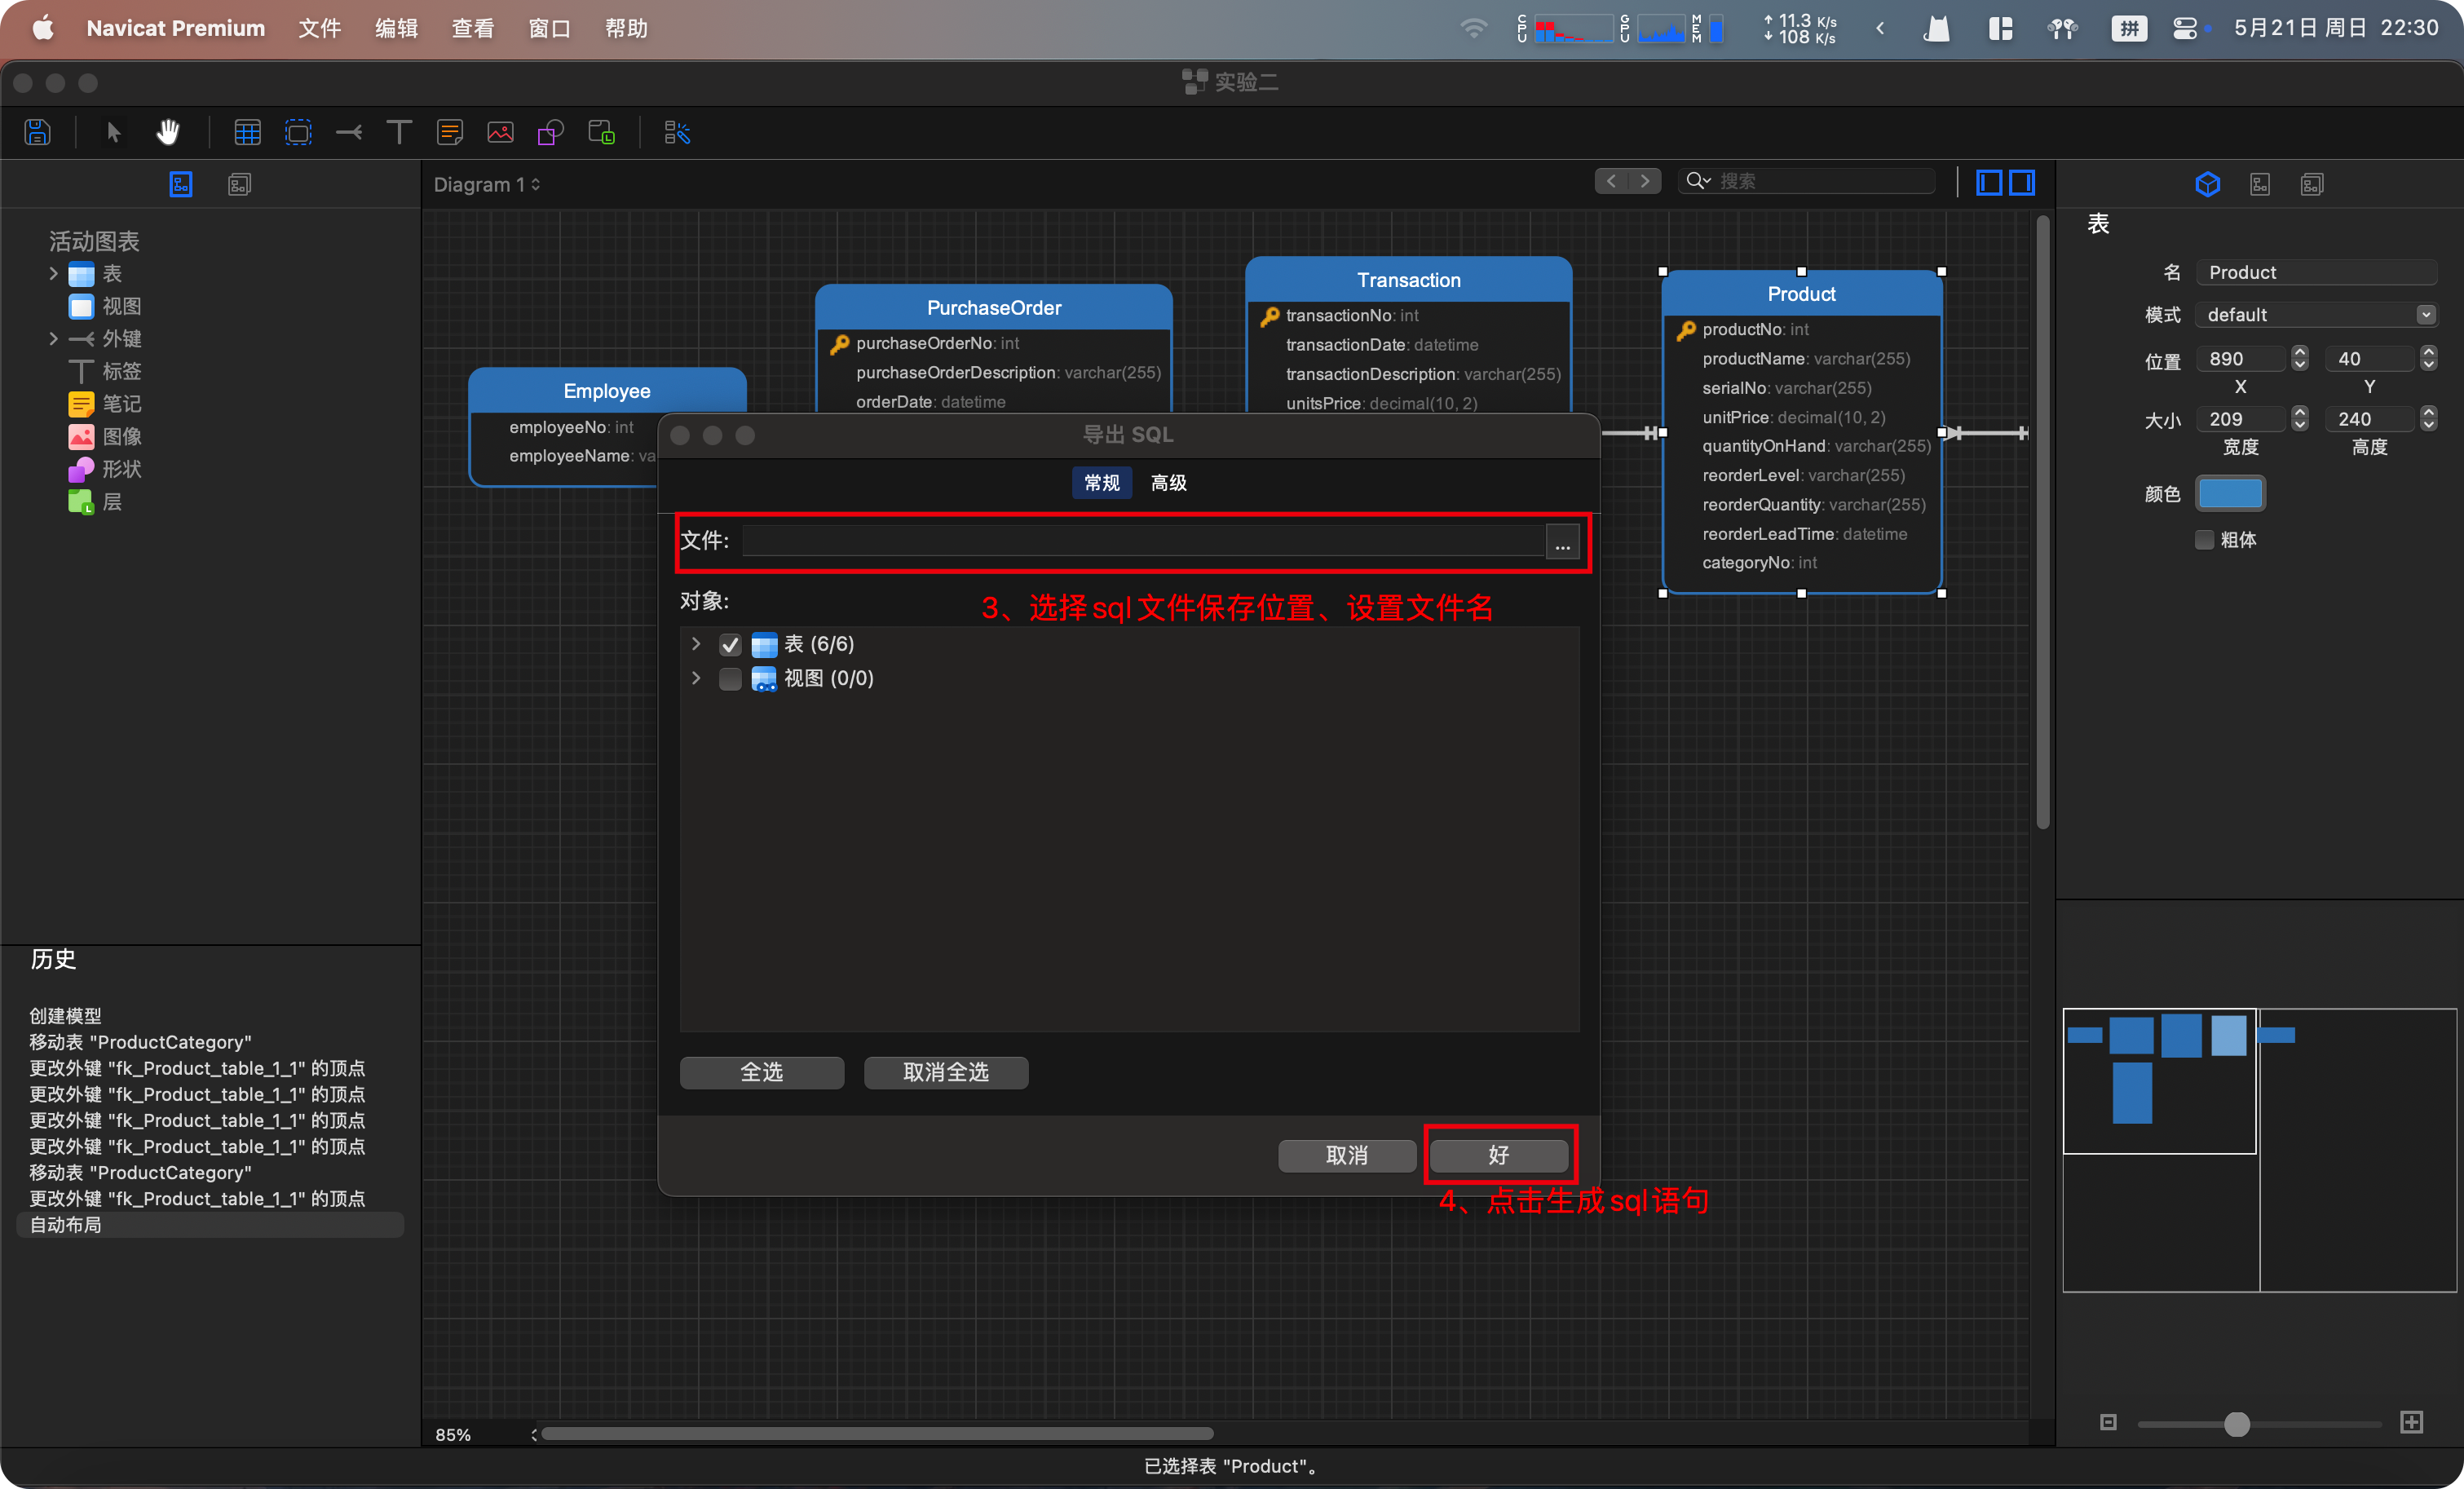 Navicat Premium 文件 编辑 查看 窗口 帮助
CPU GPU MEM ↑ 11.3 K/s
↓ 108 K/s
拼 5月21日 周日 22:30
实验二
Diagram 1
搜索
活动图表
表
视图
外键
标签
笔记
图像
形状
层
历史
创建模型
移动表 "ProductCategory"
更改外键 "fk_Product_table_1_1" 的顶点
更改外键 "fk_Product_table_1_1" 的顶点
更改外键 "fk_Product_table_1_1" 的顶点
更改外键 "fk_Product_table_1_1" 的顶点
移动表 "ProductCategory"
更改外键 "fk_Product_table_1_1" 的顶点
自动布局
Employee
employeeNo: int
employeeName: va
PurchaseOrder
purchaseOrderNo: int
purchaseOrderDescription: varchar(255)
orderDate: datetime
Transaction
transactionNo: int
transactionDate: datetime
transactionDescription: varchar(255)
unitsPrice: decimal(10, 2)
Product
productNo: int
productName: varchar(255)
serialNo: varchar(255)
unitPrice: decimal(10, 2)
quantityOnHand: varchar(255)
reorderLevel: varchar(255)
reorderQuantity: varchar(255)
reorderLeadTime: datetime
categoryNo: int
导出 SQL
常规 高级
文件: ...
对象:
3、选择sql文件保存位置、设置文件名
表 (6/6)
视图 (0/0)
全选 取消全选
取消 好
4、点击生成sql语句
表
名 Product
模式 default
位置 890 40
X Y
大小 209 240
宽度 高度
颜色
粗体
85%
已选择表 "Product"。